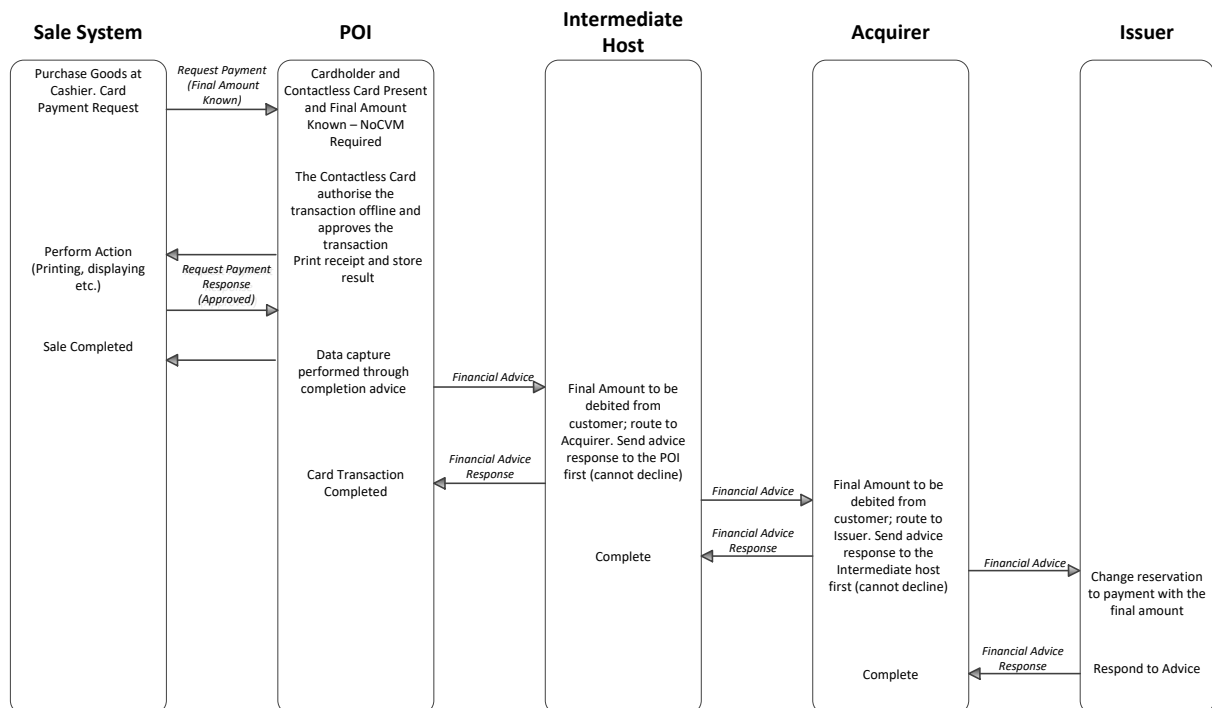 Sale System
POI
Intermediate
Host
Acquirer
Issuer
Purchase Goods at
Cashier. Card
Payment Request
Request Payment
(Final Amount
Known)
Cardholder and
Contactless Card Present
and Final Amount
Known – NoCVM
Required
The Contactless Card
authorise the
transaction offline and
approves the
transaction
Print receipt and store
result
Perform Action
(Printing, displaying
etc.)
Request Payment
Response
(Approved)
Sale Completed
Data capture
performed through
completion advice
Financial Advice
Final Amount to be
debited from
customer; route to
Acquirer. Send advice
response to the POI
first (cannot decline)
Financial Advice
Response
Card Transaction
Completed
Financial Advice
Final Amount to be
debited from
customer; route to
Issuer. Send advice
response to the
Intermediate host
first (cannot decline)
Financial Advice
Response
Complete
Financial Advice
Change reservation
to payment with the
final amount
Financial Advice
Response
Respond to Advice
Complete